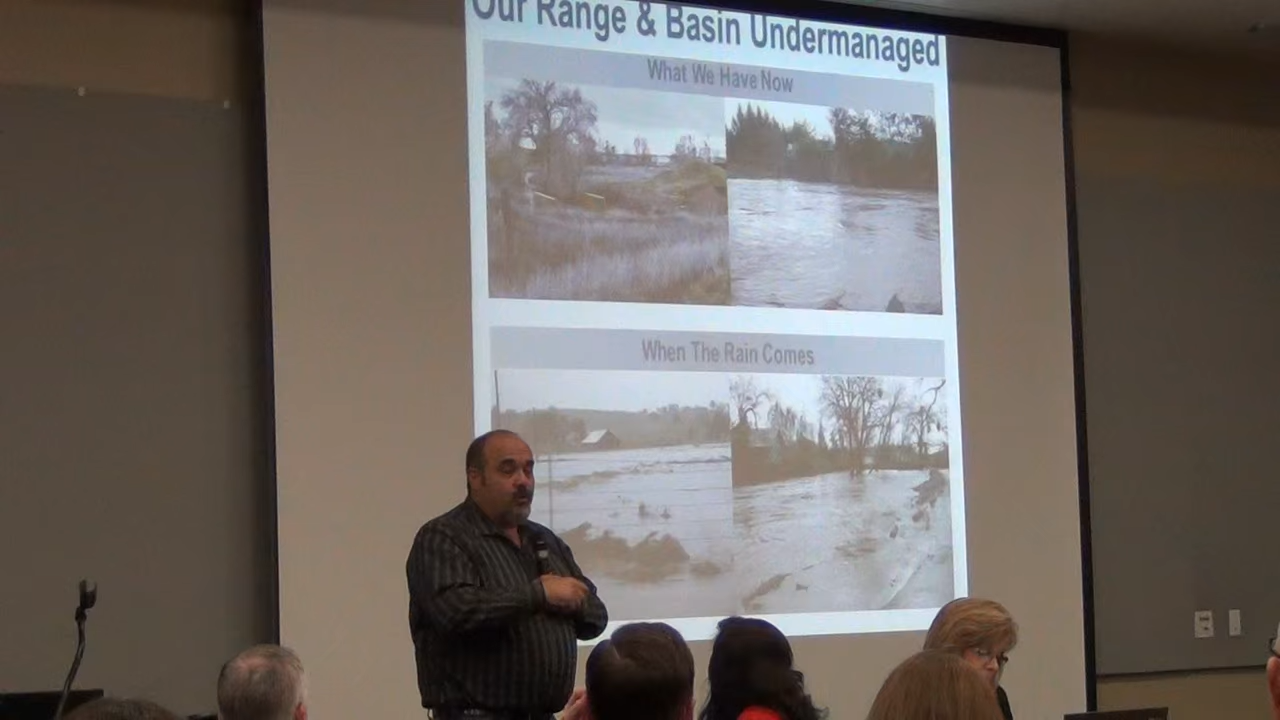 Our Range & Basin Undermanaged
What We Have Now
When The Rain Comes